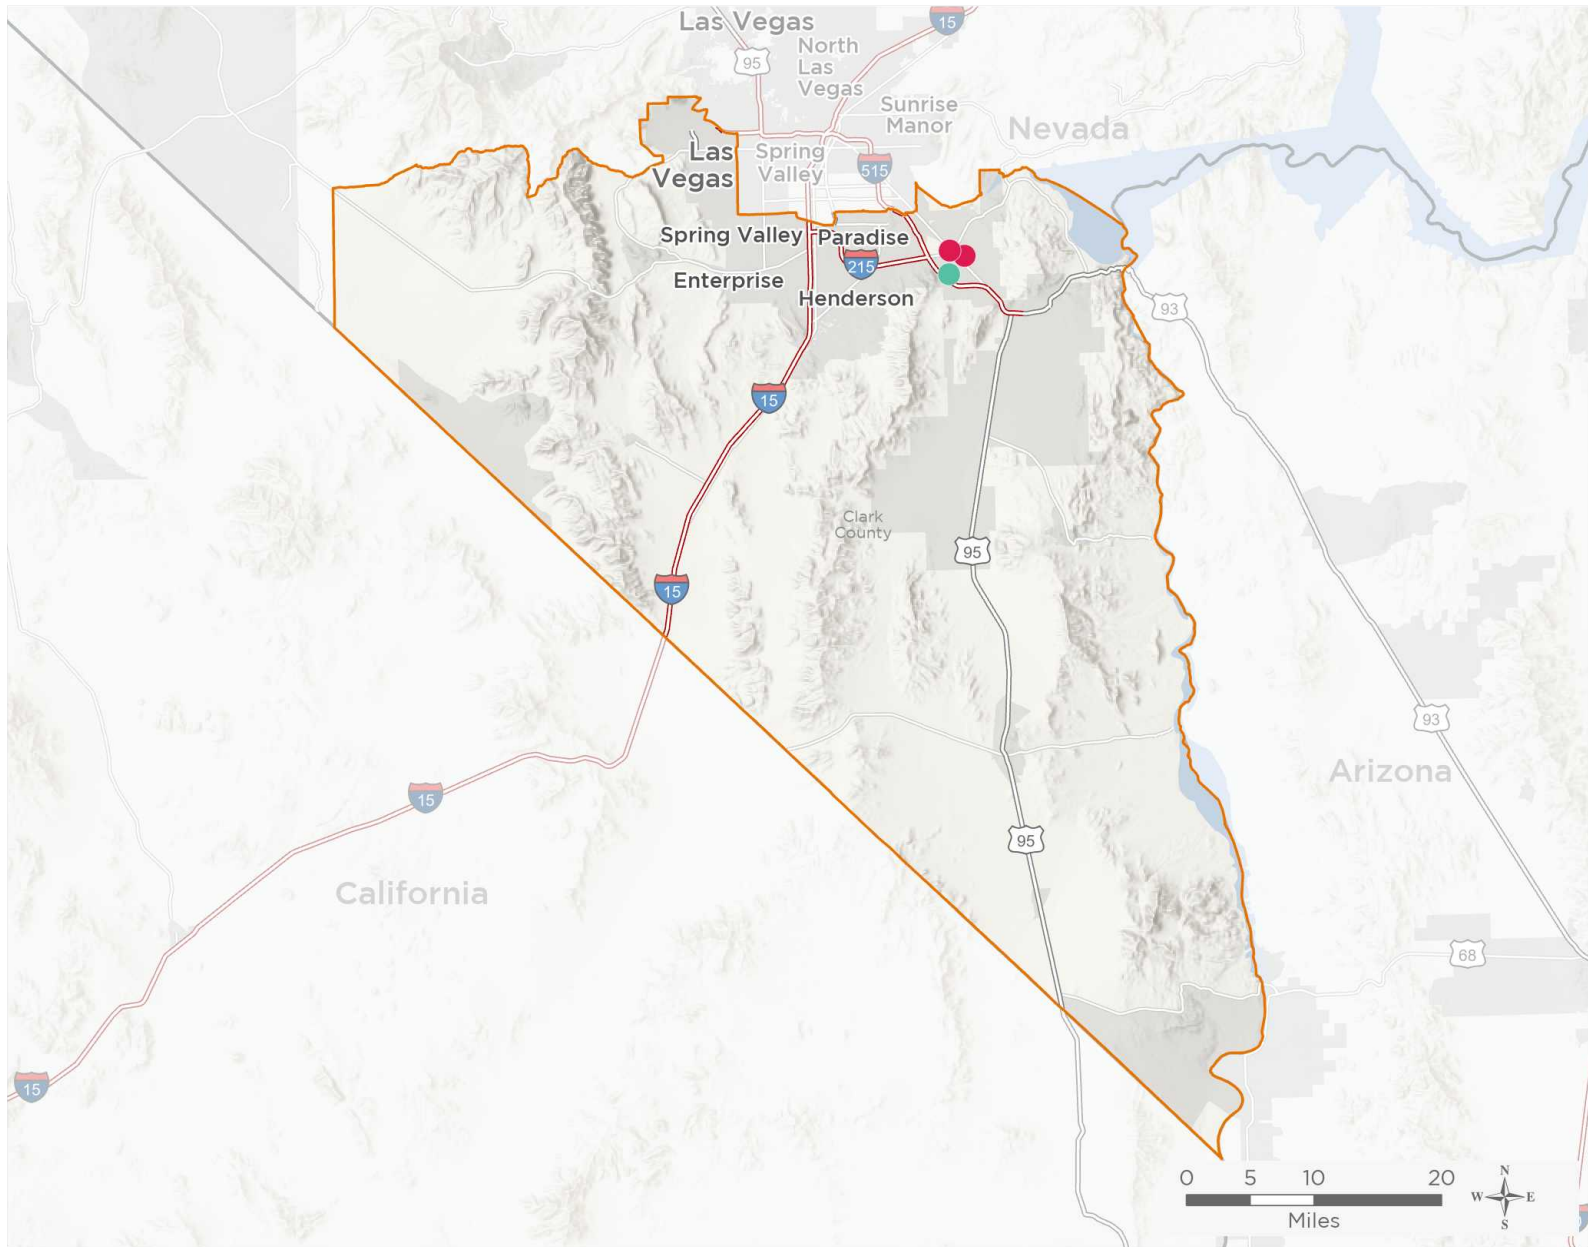 Las Vegas
15
95
North
Las
Vegas
Sunrise
Manor
Nevada
Las
Vegas
Spring
Valley
515
Spring Valley
Paradise
215
Enterprise
Henderson
93
15
Clark
County
95
15
93
Arizona
15
95
California
68
15
0
5
10
20
Miles
N
W
E
S